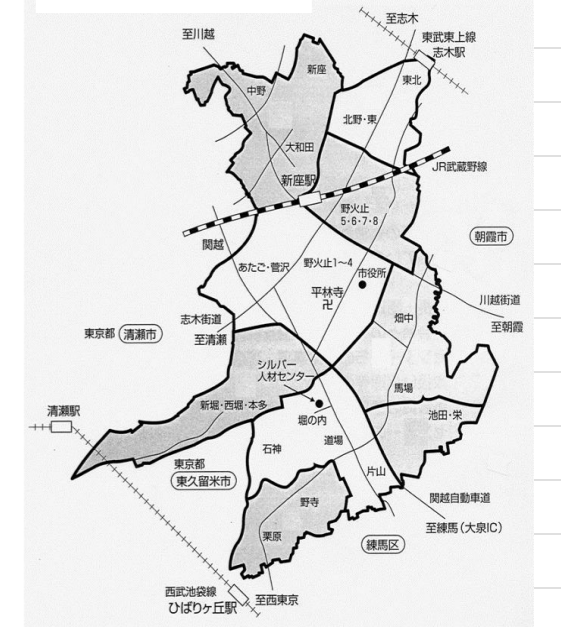 至志木
至川越
東武東上線
志木駅
新座
東北
中野
北野・東
大和田
JR武蔵野線
新座駅
野火止
5・6・7・8
朝霞市
関越
あたご・菅沢
野火止1〜4
市役所
平林寺
卍
川越街道
畑中
志木街道
至朝霞
東京都
清瀬市
至清瀬
シルバー
人材センター
馬場
清瀬駅
新堀・西堀・本多
池田・栄
堀の内
道場
石神
東京都
片山
東久留米市
関越自動車道
野寺
至練馬(大泉IC)
栗原
練馬区
西武池袋線
ひばりヶ丘駅
至西東京